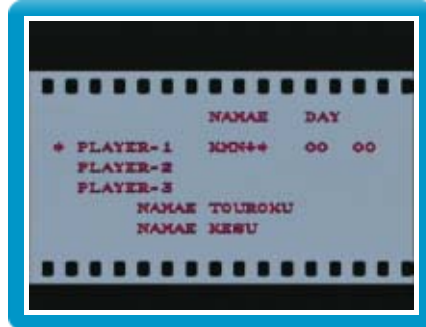 NAMAE DAY
PLAYER-1 00 00
PLAYER-2
PLAYER-3
NAMAE TOUROKU
NAMAE KESU